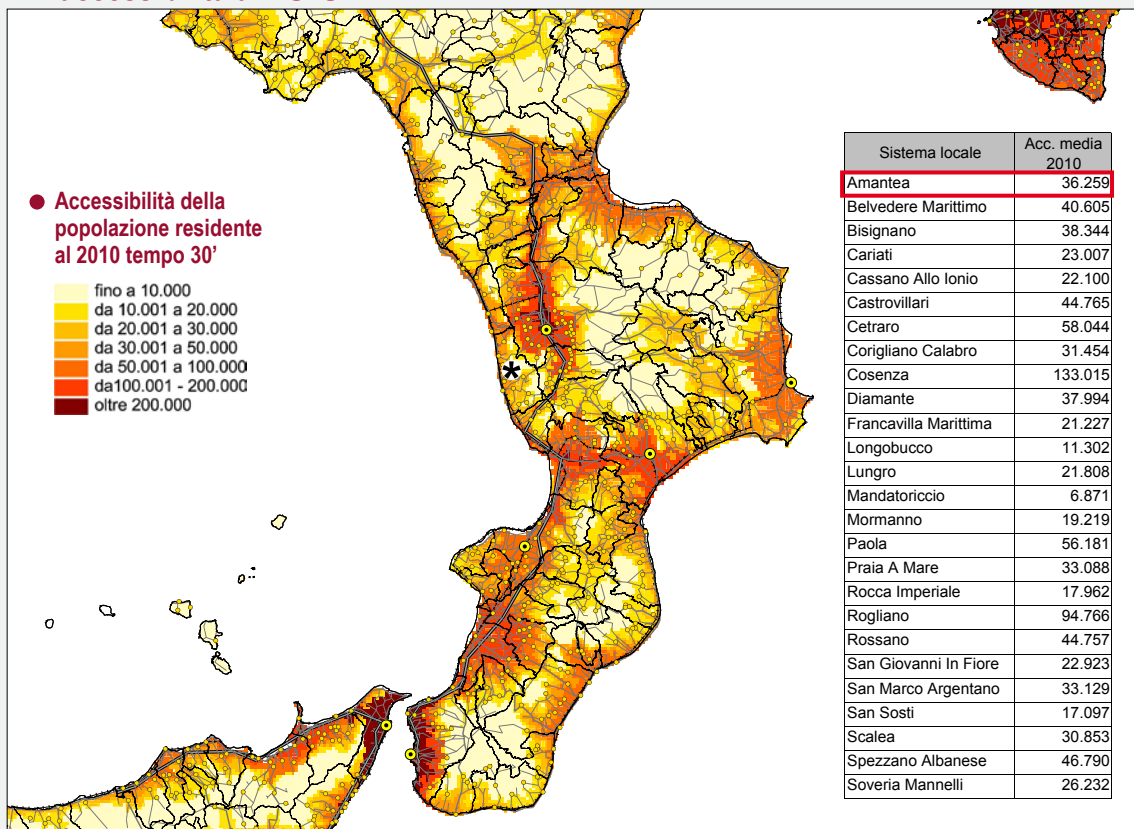 ● Accessibilità della
popolazione residente
al 2010 tempo 30’
fino a 10.000
da 10.001 a 20.000
da 20.001 a 30.000
da 30.001 a 50.000
da 50.001 a 100.000
da100.001 - 200.000
oltre 200.000
*
Sistema locale Acc. media 2010
Amantea 36.259
Belvedere Marittimo 40.605
Bisignano 38.344
Cariati 23.007
Cassano Allo Ionio 22.100
Castrovillari 44.765
Cetraro 58.044
Corigliano Calabro 31.454
Cosenza 133.015
Diamante 37.994
Francavilla Marittima 21.227
Longobucco 11.302
Lungro 21.808
Mandatoriccio 6.871
Mormanno 19.219
Paola 56.181
Praia A Mare 33.088
Rocca Imperiale 17.962
Rogliano 94.766
Rossano 44.757
San Giovanni In Fiore 22.923
San Marco Argentano 33.129
San Sosti 17.097
Scalea 30.853
Spezzano Albanese 46.790
Soveria Mannelli 26.232